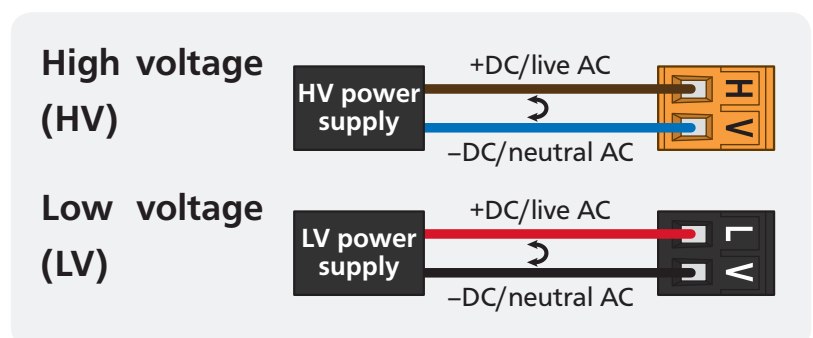 High voltage
(HV)
HV power
supply
+DC/live AC
–DC/neutral AC
H
V
Low voltage
(LV)
LV power
supply
+DC/live AC
–DC/neutral AC
L
V